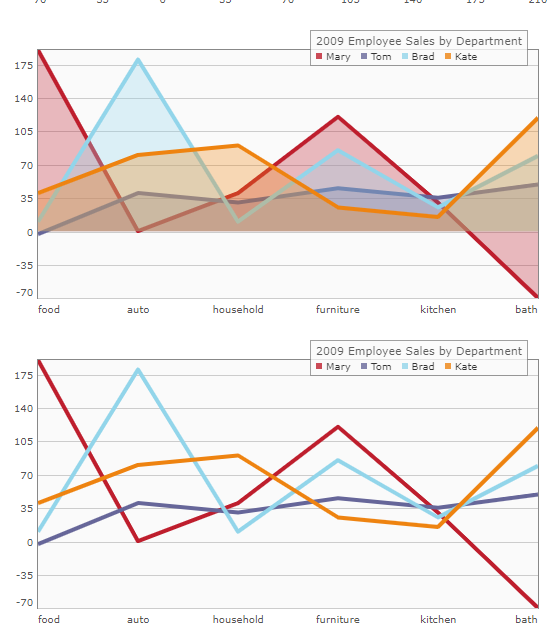 2009 Employee Sales by Department
Mary Tom Brad Kate
175
140
105
70
35
0
-35
-70
food auto household furniture kitchen bath
2009 Employee Sales by Department
Mary Tom Brad Kate
175
140
105
70
35
0
-35
-70
food auto household furniture kitchen bath